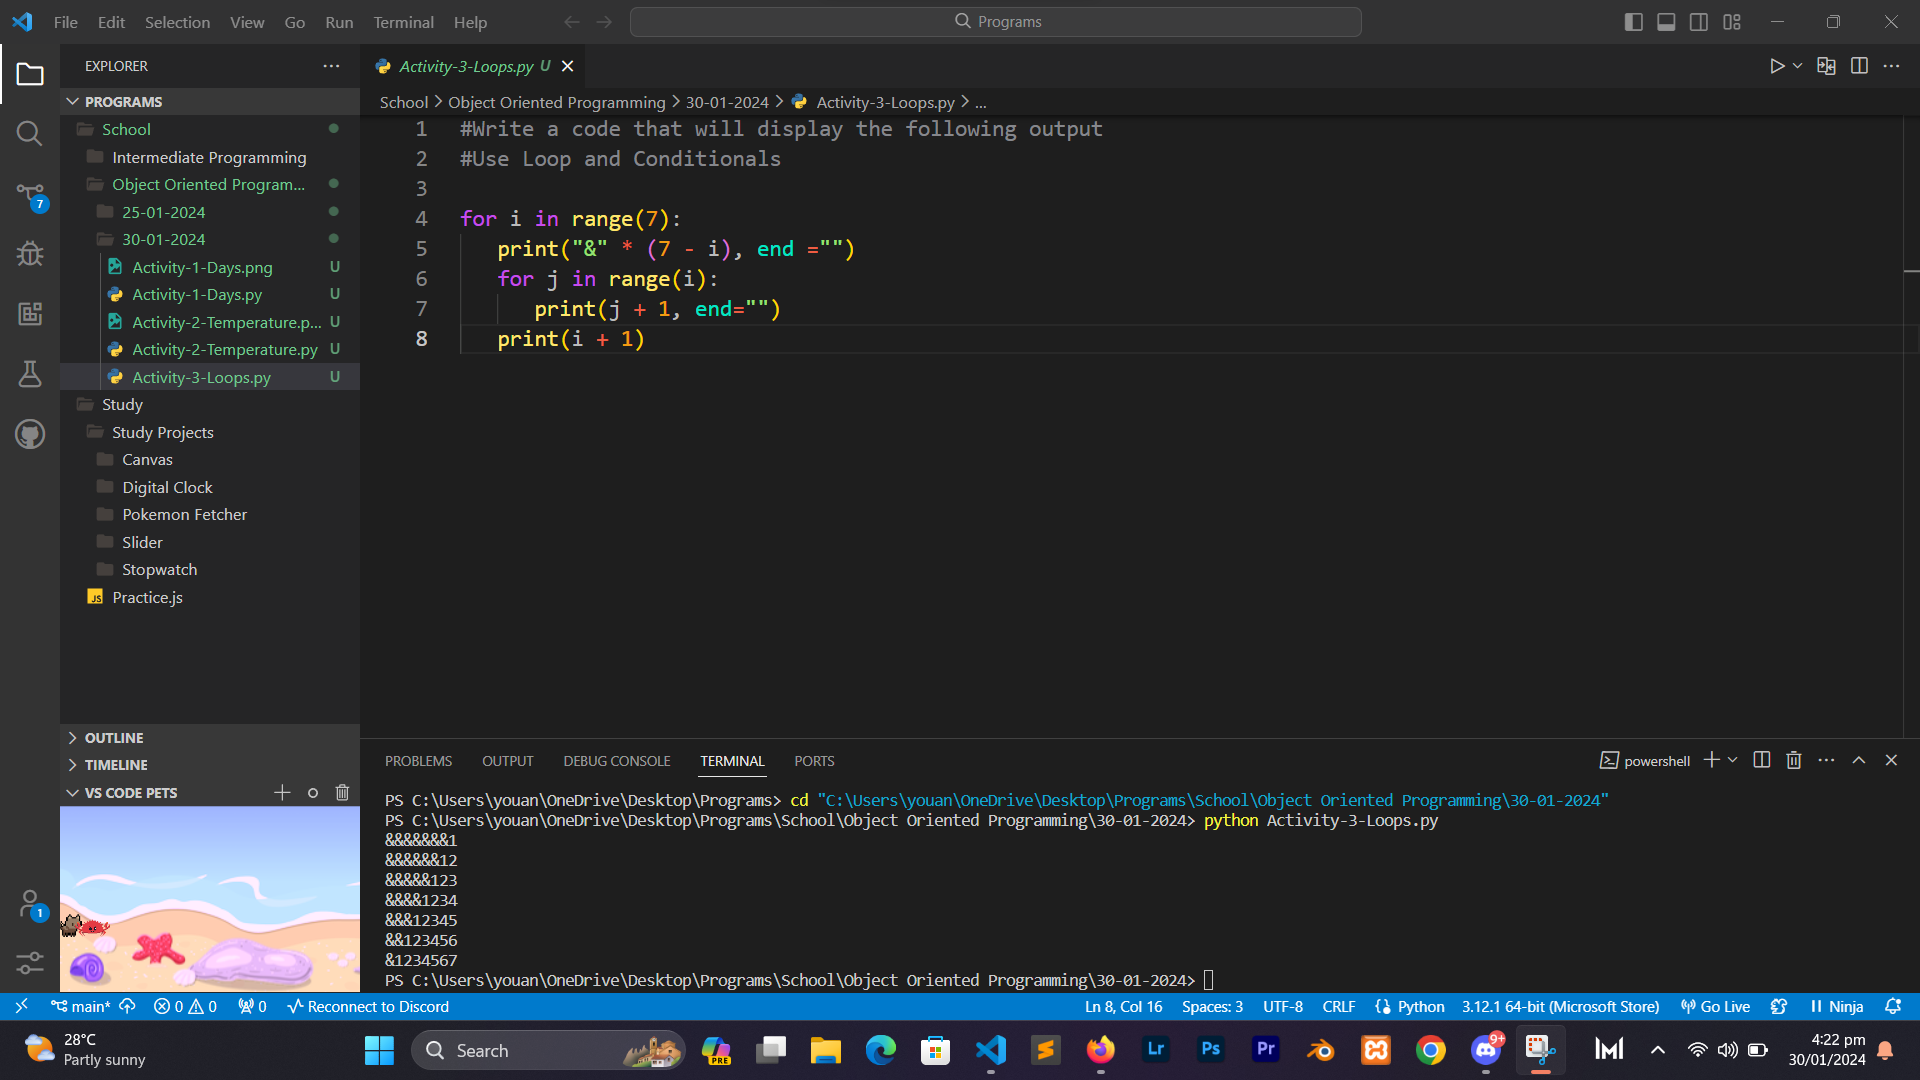 File Edit Selection View Go Run Terminal Help
Programs
EXPLORER
PROGRAMS
School
Intermediate Programming
Object Oriented Program...
25-01-2024
30-01-2024
Activity-1-Days.png U
Activity-1-Days.py U
Activity-2-Temperature.p... U
Activity-2-Temperature.py U
Activity-3-Loops.py U
Study
Study Projects
Canvas
Digital Clock
Pokemon Fetcher
Slider
Stopwatch
JS Practice.js
OUTLINE
TIMELINE
VS CODE PETS
7
1
Activity-3-Loops.py U
School > Object Oriented Programming > 30-01-2024 > Activity-3-Loops.py > ...
1 #Write a code that will display the following output
2 #Use Loop and Conditionals
3
4 for i in range(7):
5 print("&" * (7 - i), end ="")
6 for j in range(i):
7 print(j + 1, end="")
8 print(i + 1)
PROBLEMS OUTPUT DEBUG CONSOLE TERMINAL PORTS
powershell
PS C:\Users\youan\OneDrive\Desktop\Programs> cd "C:\Users\youan\OneDrive\Desktop\Programs\School\Object Oriented Programming\30-01-2024"
PS C:\Users\youan\OneDrive\Desktop\Programs\School\Object Oriented Programming\30-01-2024> python Activity-3-Loops.py
&&&&&&&1
&&&&&&12
&&&&&123
&&&&1234
&&&12345
&&123456
&1234567
PS C:\Users\youan\OneDrive\Desktop\Programs\School\Object Oriented Programming\30-01-2024>
main* 0 0 0 Reconnect to Discord
Ln 8, Col 16 Spaces: 3 UTF-8 CRLF Python 3.12.1 64-bit (Microsoft Store) Go Live Ninja
28°C
Partly sunny
Search
PRE
Lr Ps Pr
9+
4:22 pm
30/01/2024